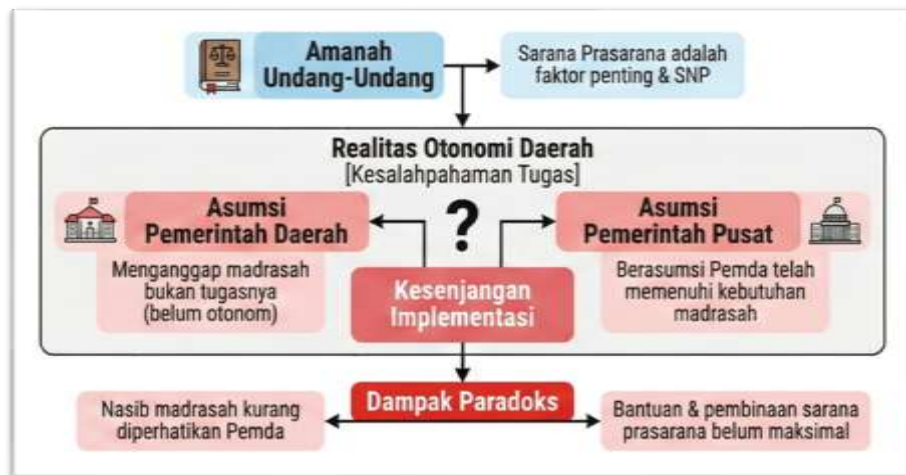 Amanah
Undang-Undang
Sarana Prasarana adalah
faktor penting & SNP
Realitas Otonomi Daerah
[Kesalahpahaman Tugas]
Asumsi
Pemerintah Daerah
Menganggap madrasah
bukan tugasnya
(belum otonom)
?
Asumsi
Pemerintah Pusat
Berasumsi Pemda telah
memenuhi kebutuhan
madrasah
Kesenjangan
Implementasi
Dampak Paradoks
Nasib madrasah kurang
diperhatikan Pemda
Bantuan & pembinaan sarana
prasarana belum maksimal